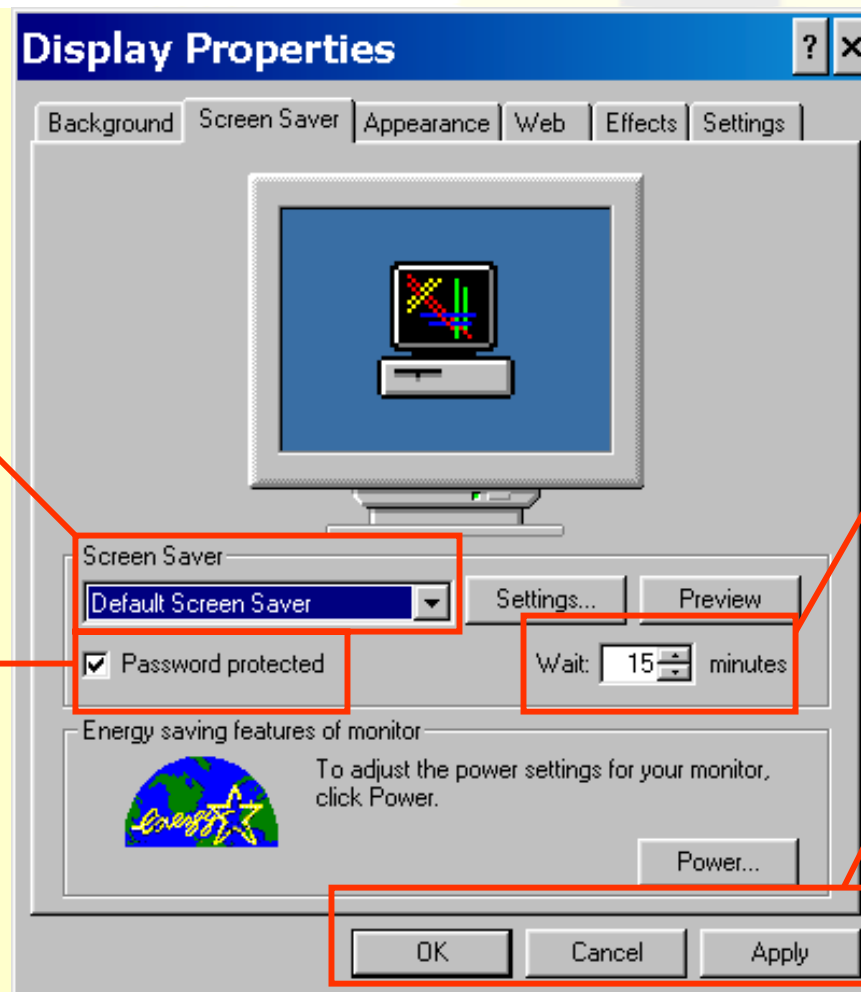 Display Properties
Background Screen Saver Appearance Web Effects Settings
Screen Saver
Default Screen Saver Settings... Preview
Password protected Wait: 15 minutes
Energy saving features of monitor
energy
To adjust the power settings for your monitor,
click Power.
Power...
OK Cancel Apply